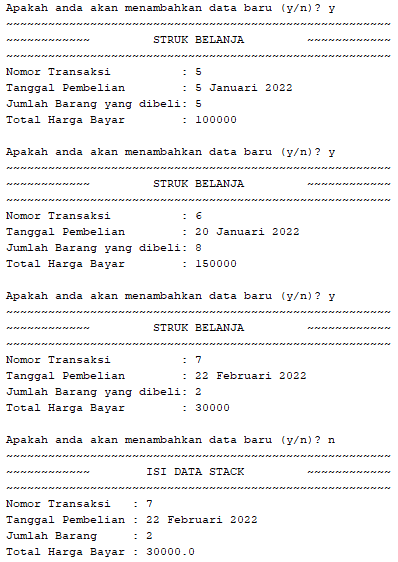 Apakah anda akan menambahkan data baru (y/n)? y
~~~~~~~~~~~~~~~~~~~~~~~~~~~~~~~~~~~~~~~~~~~~~~~~~~~~~~~
~~~~~~~~~~~~         STRUK BELANJA         ~~~~~~~~~~~~
~~~~~~~~~~~~~~~~~~~~~~~~~~~~~~~~~~~~~~~~~~~~~~~~~~~~~~~
Nomor Transaksi          : 5
Tanggal Pembelian        : 5 Januari 2022
Jumlah Barang yang dibeli: 5
Total Harga Bayar        : 100000

Apakah anda akan menambahkan data baru (y/n)? y
~~~~~~~~~~~~~~~~~~~~~~~~~~~~~~~~~~~~~~~~~~~~~~~~~~~~~~~
~~~~~~~~~~~~         STRUK BELANJA         ~~~~~~~~~~~~
~~~~~~~~~~~~~~~~~~~~~~~~~~~~~~~~~~~~~~~~~~~~~~~~~~~~~~~
Nomor Transaksi          : 6
Tanggal Pembelian        : 20 Januari 2022
Jumlah Barang yang dibeli: 8
Total Harga Bayar        : 150000

Apakah anda akan menambahkan data baru (y/n)? y
~~~~~~~~~~~~~~~~~~~~~~~~~~~~~~~~~~~~~~~~~~~~~~~~~~~~~~~
~~~~~~~~~~~~         STRUK BELANJA         ~~~~~~~~~~~~
~~~~~~~~~~~~~~~~~~~~~~~~~~~~~~~~~~~~~~~~~~~~~~~~~~~~~~~
Nomor Transaksi          : 7
Tanggal Pembelian        : 22 Februari 2022
Jumlah Barang yang dibeli: 2
Total Harga Bayar        : 30000

Apakah anda akan menambahkan data baru (y/n)? n
~~~~~~~~~~~~~~~~~~~~~~~~~~~~~~~~~~~~~~~~~~~~~~~~~~~~~~~
~~~~~~~~~~~~        ISI DATA STACK         ~~~~~~~~~~~~
~~~~~~~~~~~~~~~~~~~~~~~~~~~~~~~~~~~~~~~~~~~~~~~~~~~~~~~
Nomor Transaksi   : 7
Tanggal Pembelian : 22 Februari 2022
Jumlah Barang     : 2
Total Harga Bayar : 30000.0